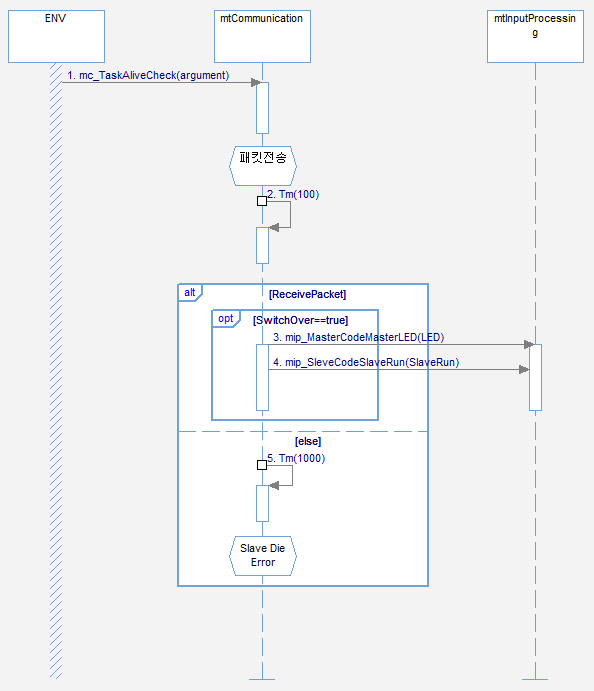 ENV
mtCommunication
mtInputProcessin
g
1. mc_TaskAliveCheck(argument)
패킷전송
2. Tm(100)
alt
[ReceivePacket]
opt
[SwitchOver==true]
3. mip_MasterCodeMasterLED(LED)
4. mip_SleveCodeSlaveRun(SlaveRun)
[else]
5. Tm(1000)
Slave Die
Error